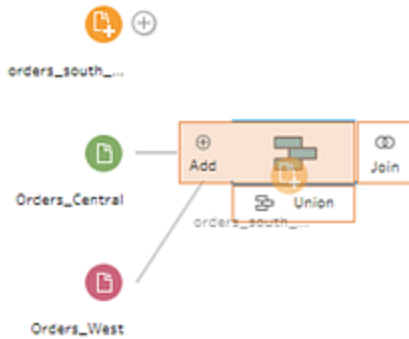 orders_south_...
Add
Join
Orders_Central
Union
orders_south_...
Orders_West